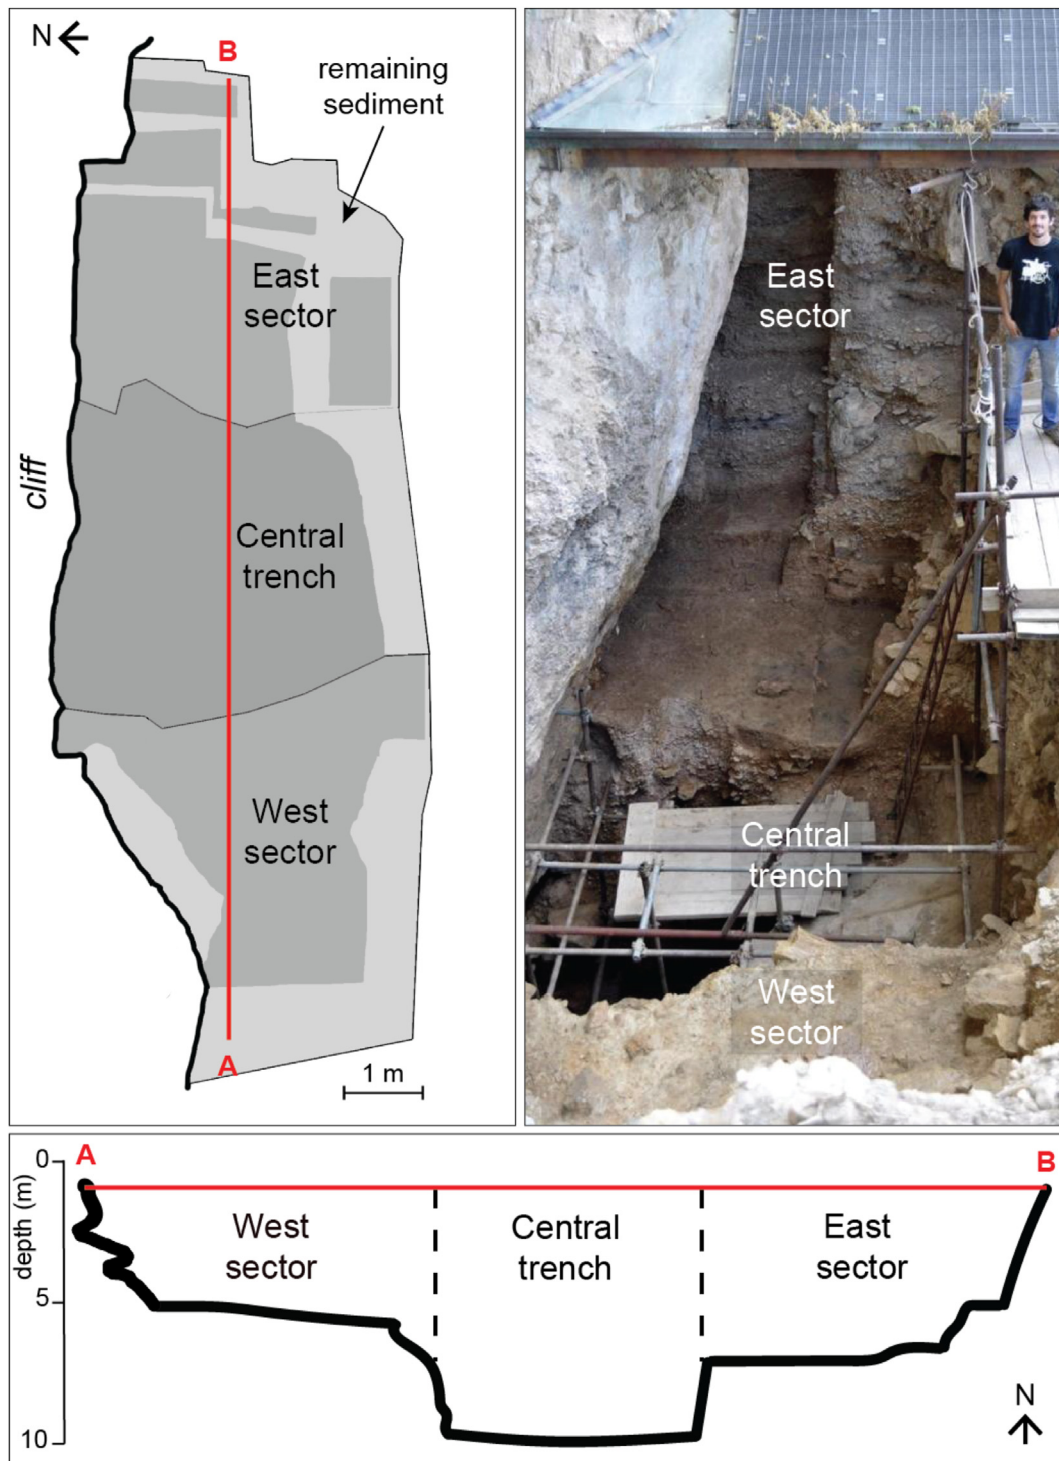 N
B
remaining
sediment
East
sector
cliff
Central
trench
West
sector
A
1 m
East
sector
Central
trench
West
sector
A
B
0
5
10
depth (m)
West
sector
Central
trench
East
sector
N